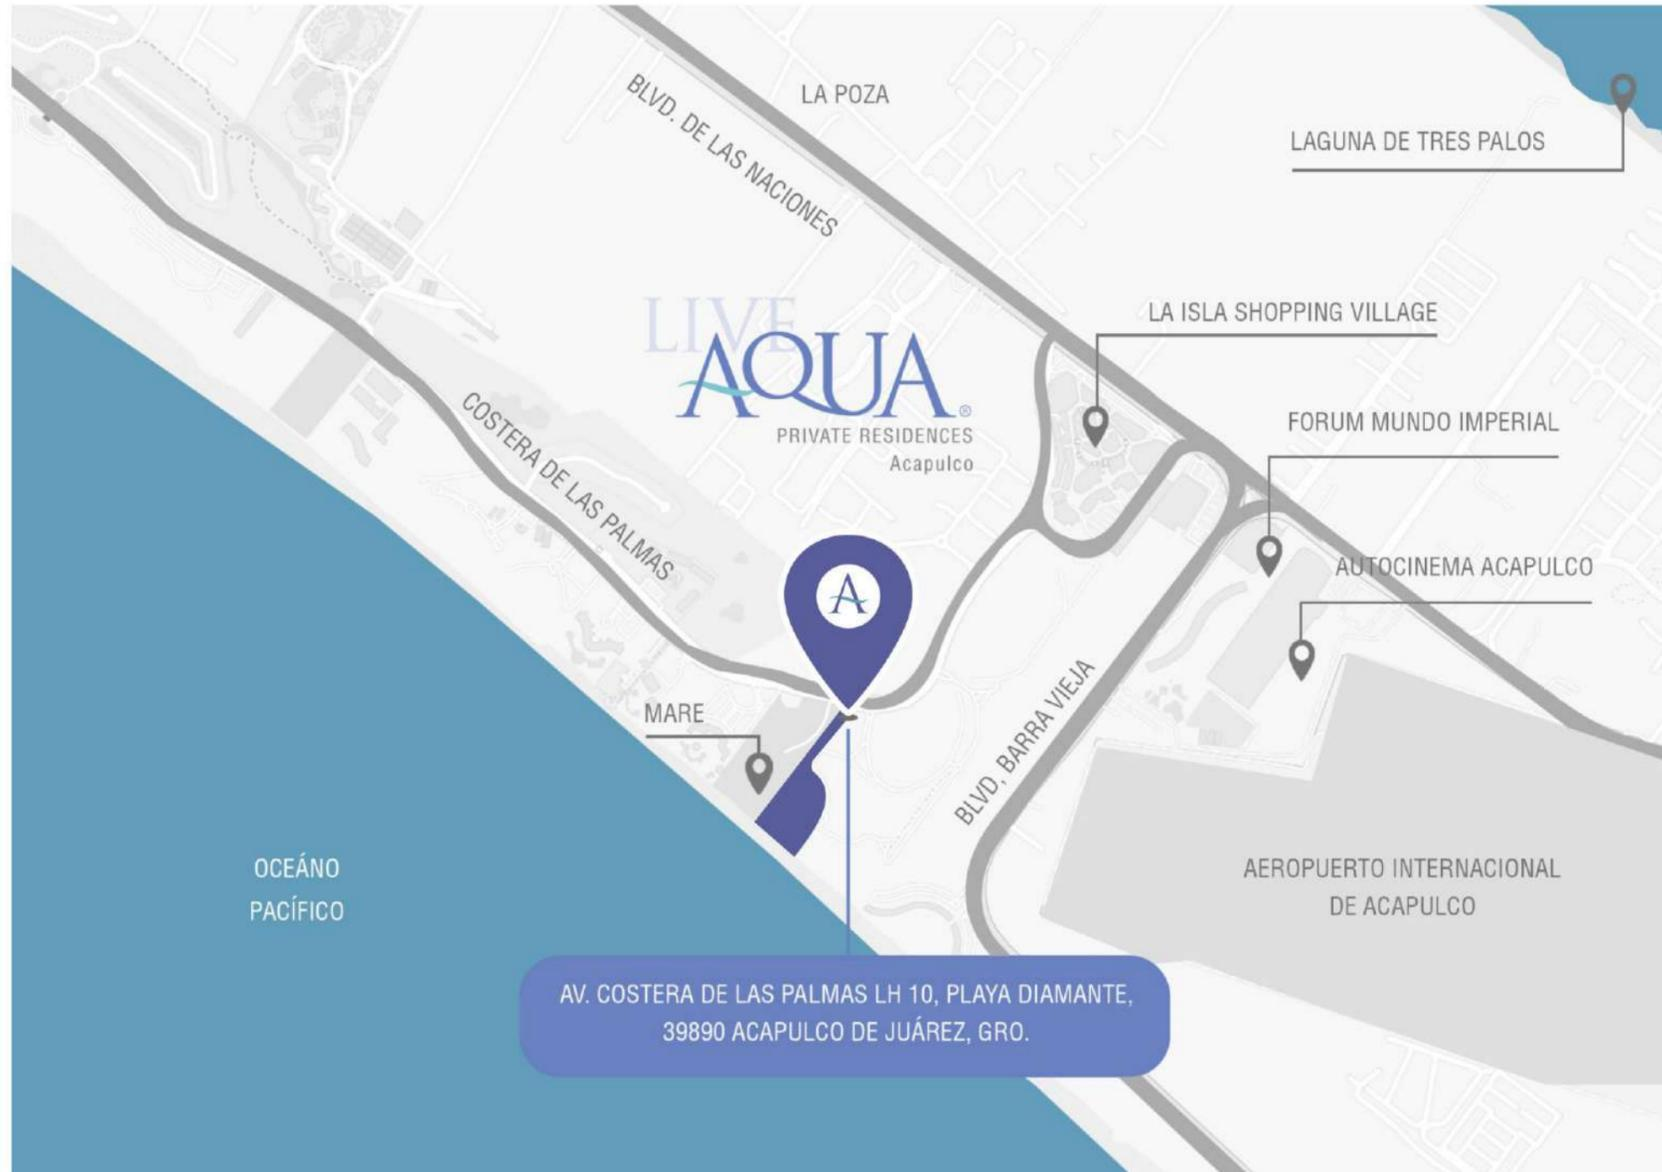 LA POZA
BLVD. DE LAS NACIONES
LAGUNA DE TRES PALOS
LA ISLA SHOPPING VILLAGE
LIVE
AQUA®
PRIVATE RESIDENCES
Acapulco
COSTERA DE LAS PALMAS
FORUM MUNDO IMPERIAL
AUTOCINEMA ACAPULCO
A
MARE
BLVD, BARRA VIEJA
OCEÁNO
PACÍFICO
AEROPUERTO INTERNACIONAL
DE ACAPULCO
AV. COSTERA DE LAS PALMAS LH 10, PLAYA DIAMANTE,
39890 ACAPULCO DE JUÁREZ, GRO.